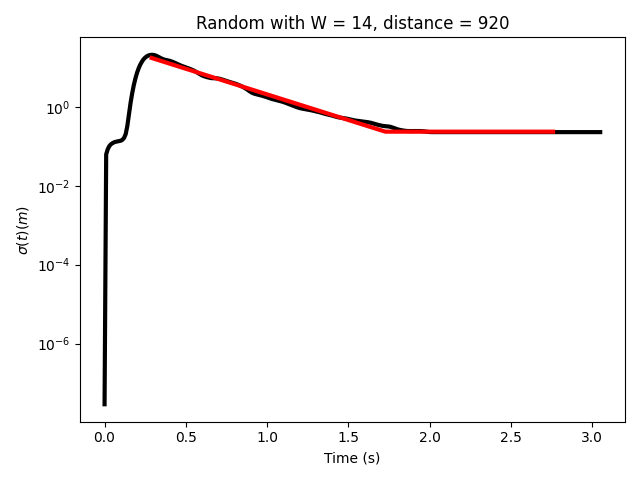 Random with W = 14, distance = 920
σ(t)(m)
10⁰
10⁻²
10⁻⁴
10⁻⁶
0.0 0.5 1.0 1.5 2.0 2.5 3.0
Time (s)